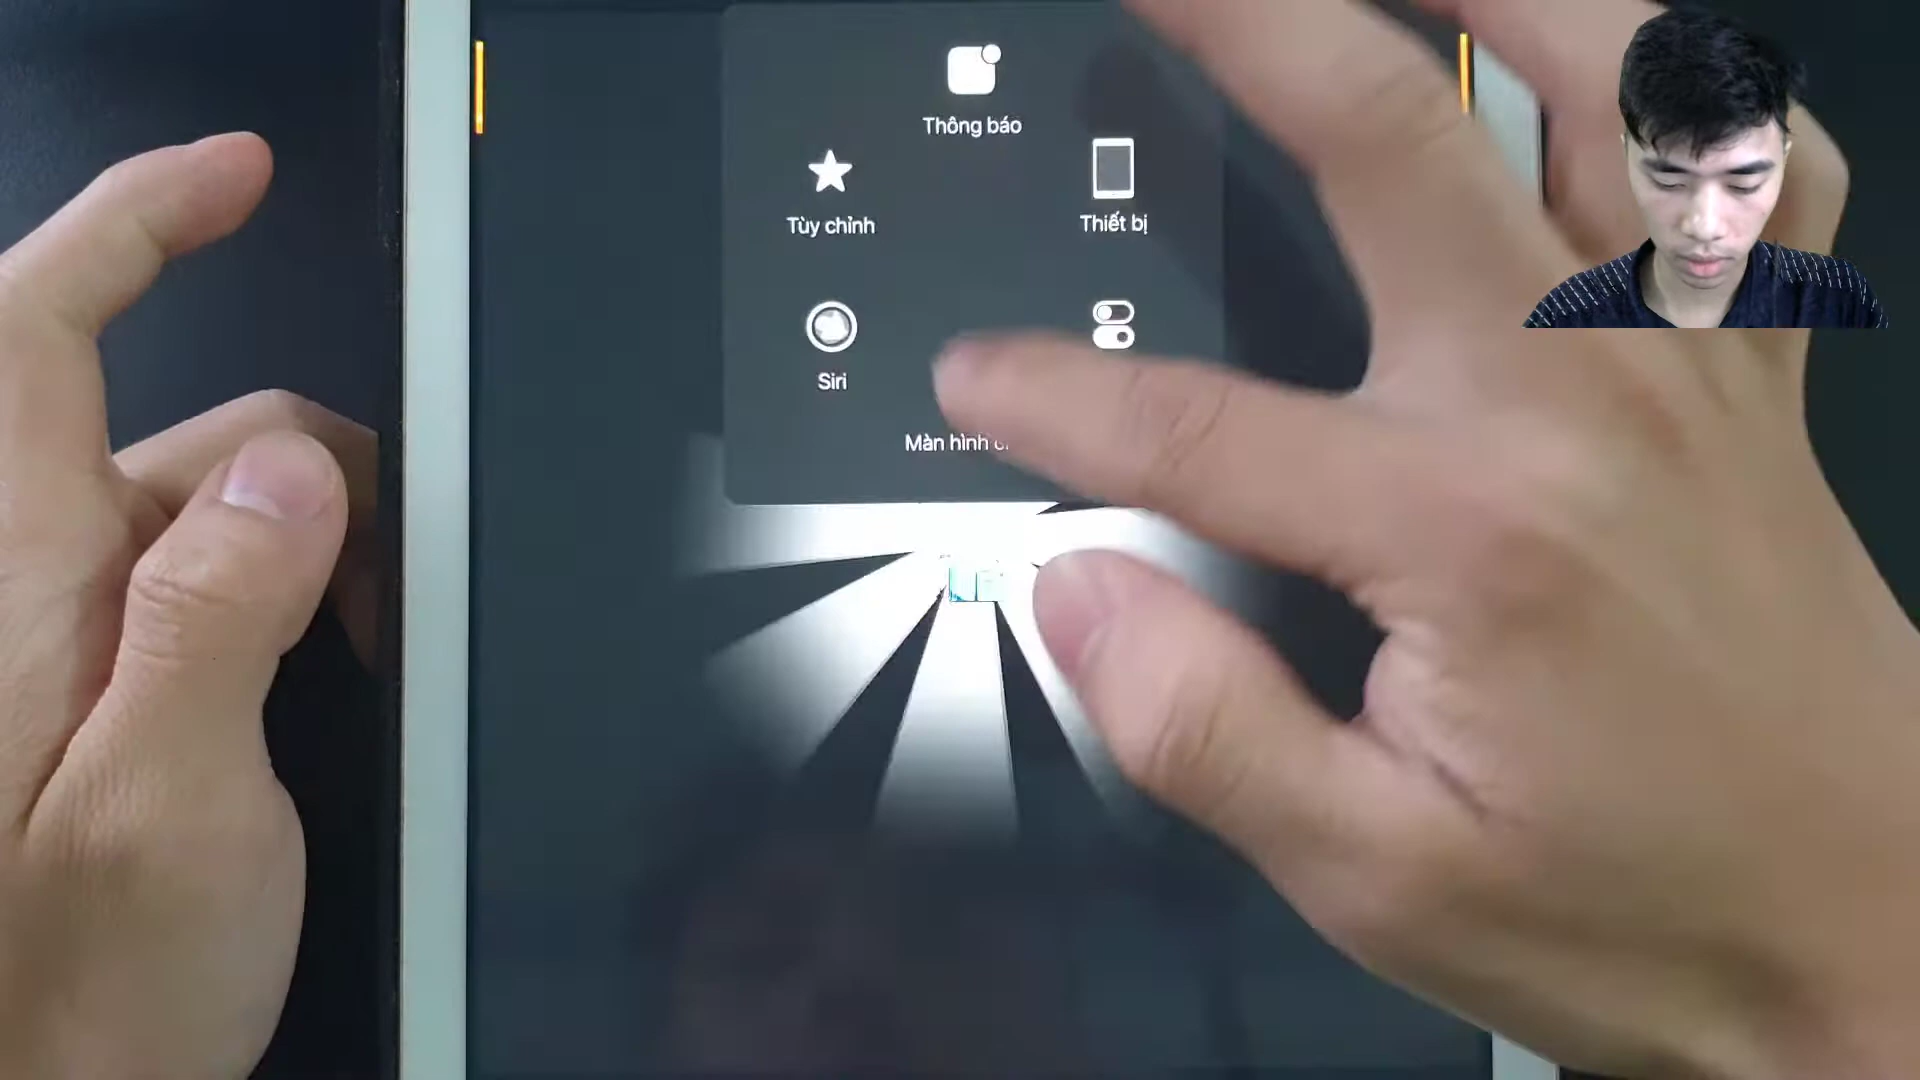 Thông báo
Tùy chỉnh
Thiết bị
Siri
Màn hình